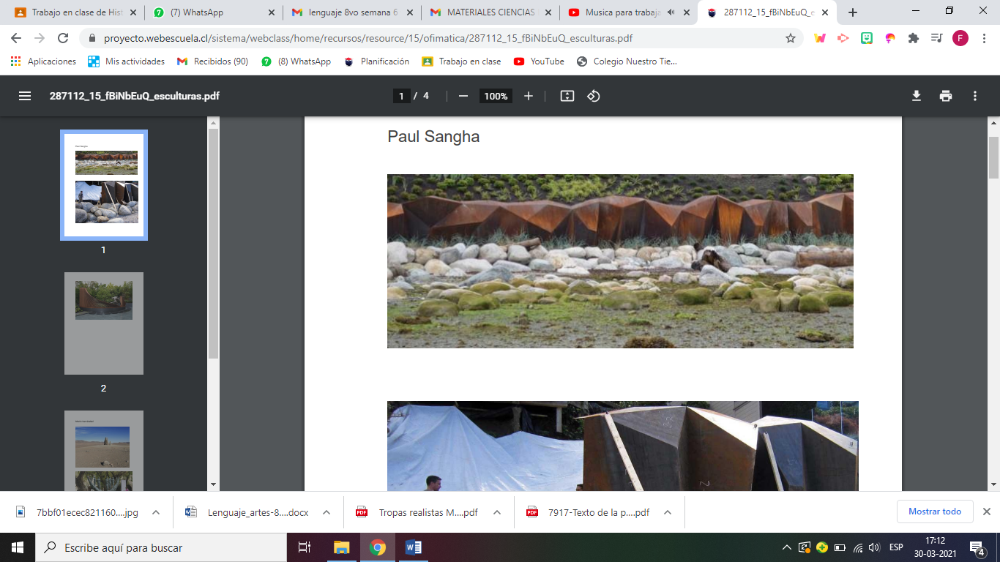 Trabajo en clase de Hist
(7) WhatsApp
lenguaje 8vo semana 6
MATERIALES CIENCIAS
Musica para trabaja
287112_15_fBiNbEuQ_e
proyecto.webescuela.cl/sistema/webclass/home/recursos/resource/15/ofimatica/287112_15_fBiNbEuQ_esculturas.pdf
F
Aplicaciones
Mis actividades
Recibidos (90)
7
(8) WhatsApp
Planificación
Trabajo en clase
YouTube
Colegio Nuestro Tie...
287112_15_fBiNbEuQ_esculturas.pdf
1 / 4
100%
Paul Sangha
1
2
7bbf01ecec821160....jpg
Lenguaje_artes-8....docx
PDF
Tropas realistas M....pdf
PDF
7917-Texto de la p....pdf
Mostrar todo
Escribe aquí para buscar
ESP
17:12
30-03-2021
4